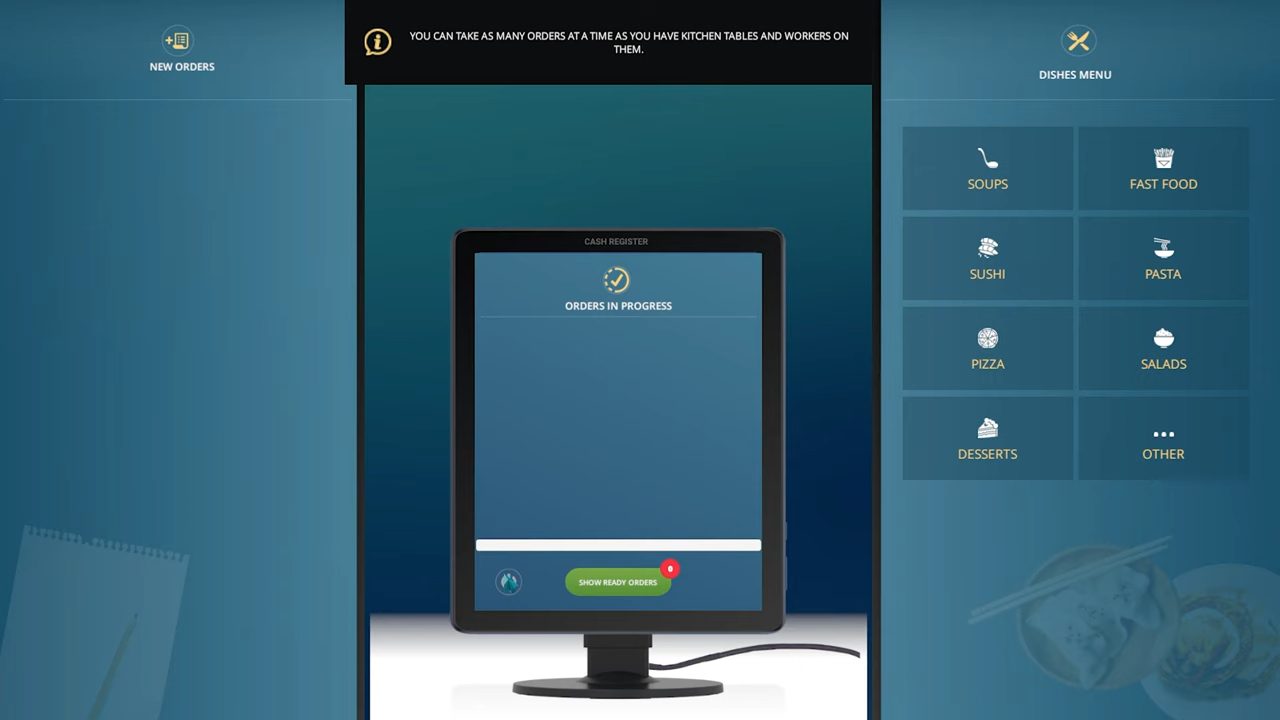 NEW ORDERS
YOU CAN TAKE AS MANY ORDERS AT A TIME AS YOU HAVE KITCHEN TABLES AND WORKERS ON
THEM.
CASH REGISTER
ORDERS IN PROGRESS
0
SHOW READY ORDERS
DISHES MENU
SOUPS
FAST FOOD
SUSHI
PASTA
PIZZA
SALADS
DESSERTS
OTHER